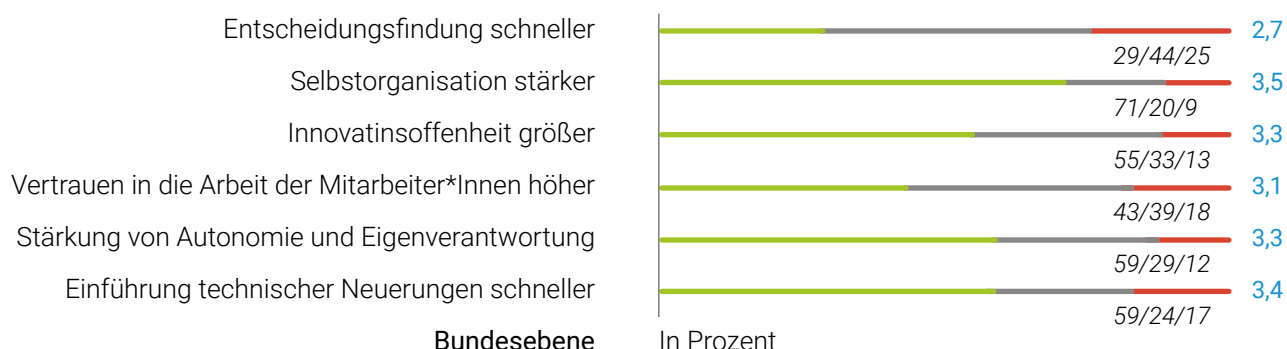 Entscheidungsfindung schneller 2,7
29/44/25
Selbstorganisation stärker 3,5
71/20/9
Innovatinsoffenheit größer 3,3
55/33/13
Vertrauen in die Arbeit der Mitarbeiter*Innen höher 3,1
43/39/18
Stärkung von Autonomie und Eigenverantwortung 3,3
59/29/12
Einführung technischer Neuerungen schneller 3,4
59/24/17
Bundesebene In Prozent